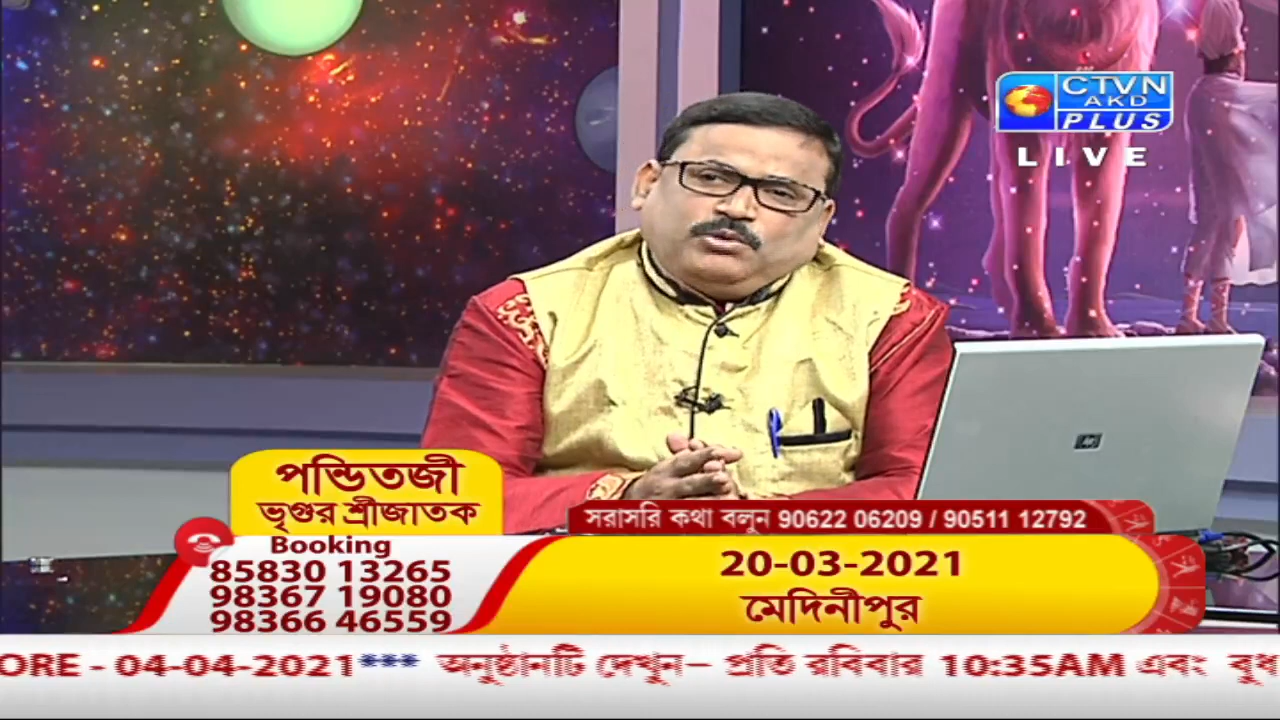 CTVN
AKD
PLUS
LIVE
পন্ডিতজী
ভৃগুর শ্রীজাতক
সরাসরি কথা বলুন 90622 06209 / 90511 12792
Booking
85830 13265
98367 19080
98366 46559
20-03-2021
মেদিনীপুর
ORE - 04-04-2021*** অনুষ্ঠানটি দেখুন– প্রতি রবিবার 10:35AM এবং বুধ
hp